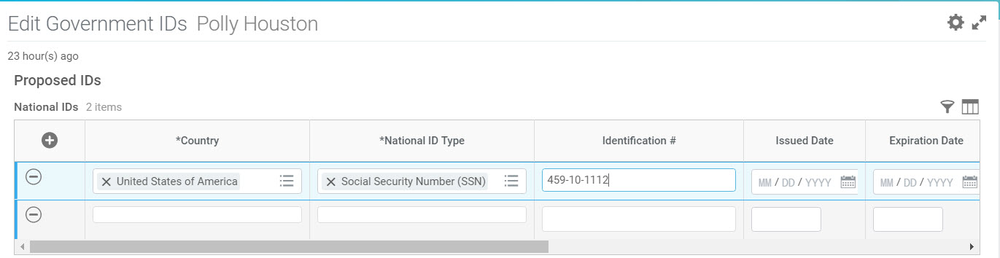 Edit Government IDs Polly Houston
23 hour(s) ago
Proposed IDs
National IDs 2 items
*Country *National ID Type Identification # Issued Date Expiration Date
United States of America Social Security Number (SSN) 459-10-1112 MM / DD / YYYY MM / DD / YYYY